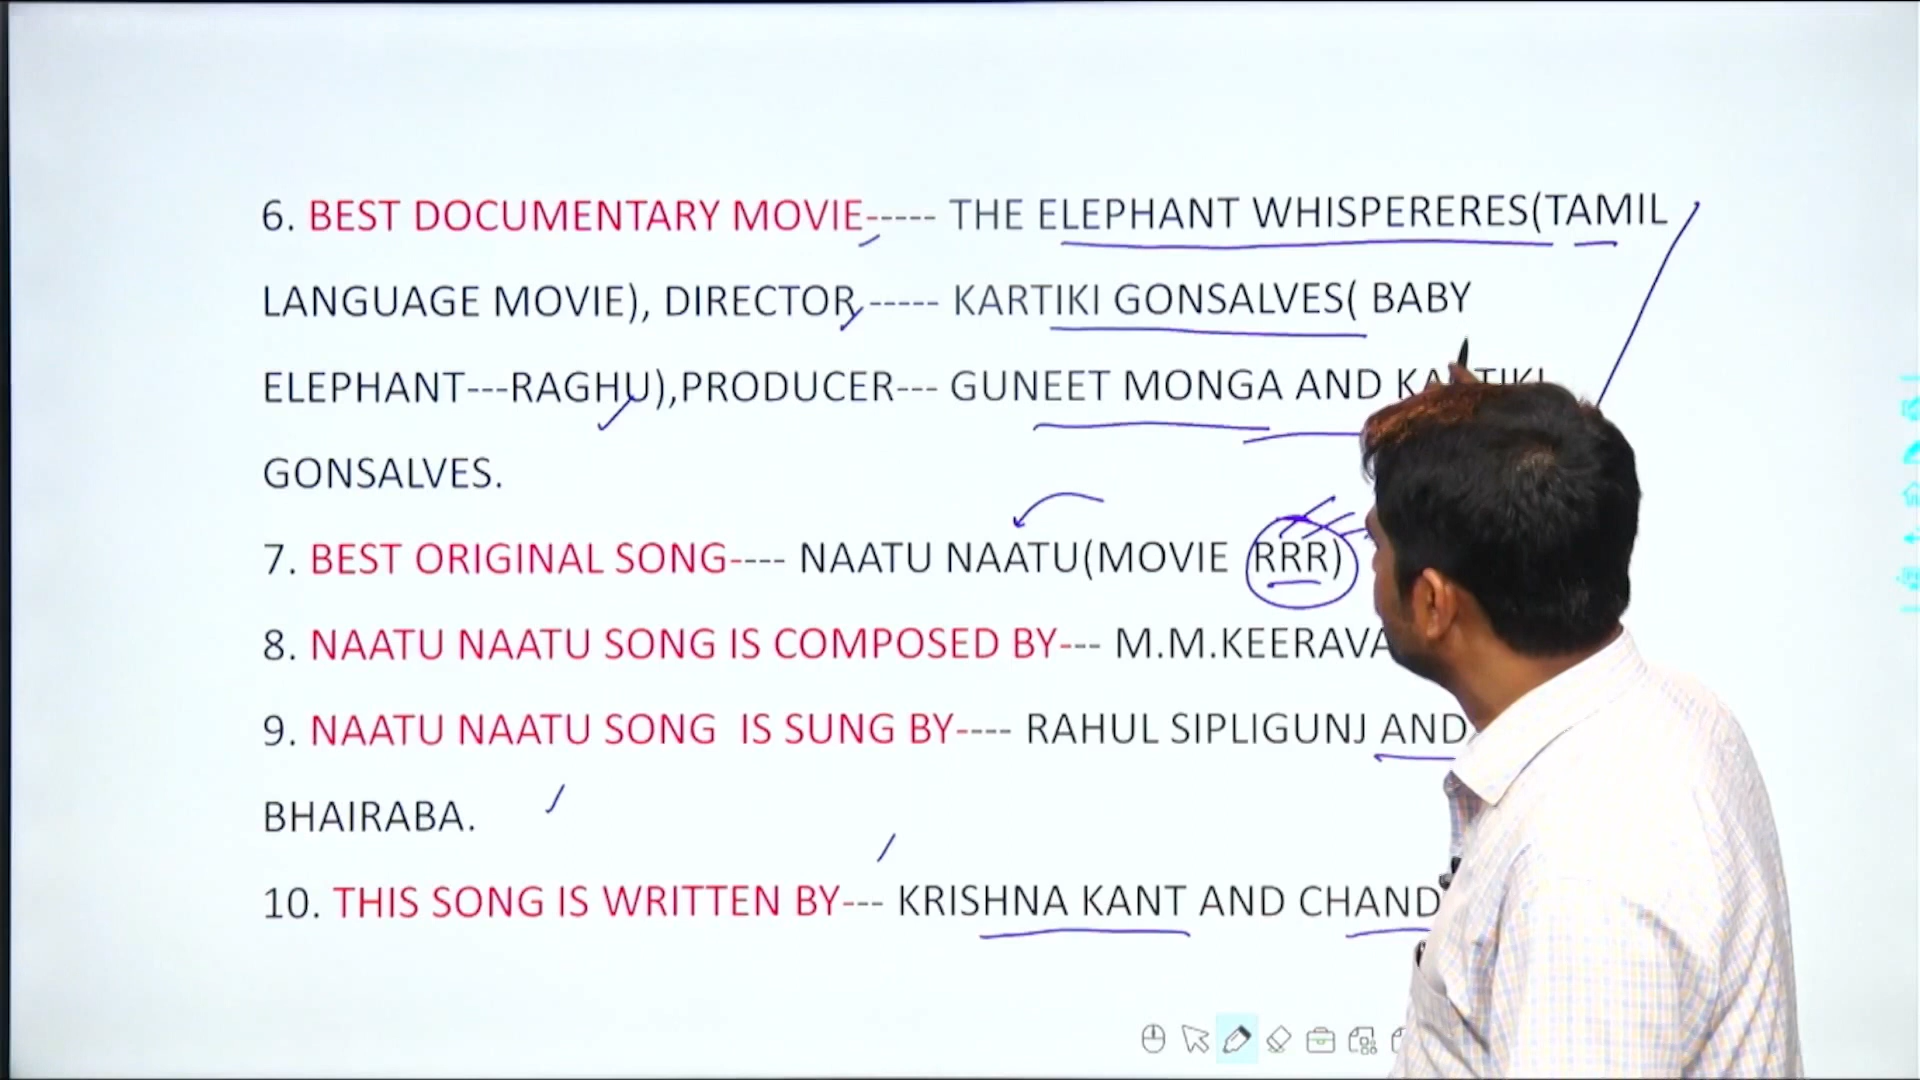 6. BEST DOCUMENTARY MOVIE----- THE ELEPHANT WHISPERERES(TAMIL
LANGUAGE MOVIE), DIRECTOR ----- KARTIKI GONSALVES( BABY
ELEPHANT---RAGHU),PRODUCER--- GUNEET MONGA AND KARTIKI
GONSALVES.
7. BEST ORIGINAL SONG---- NAATU NAATU(MOVIE RRR)
8. NAATU NAATU SONG IS COMPOSED BY---
9. NAATU NAATU SONG IS SUNG BY---- RAHUL SIPLIGUNJ AND
BHAIRABA.
10. THIS SONG IS WRITTEN BY--- KRISHNA KANT AND